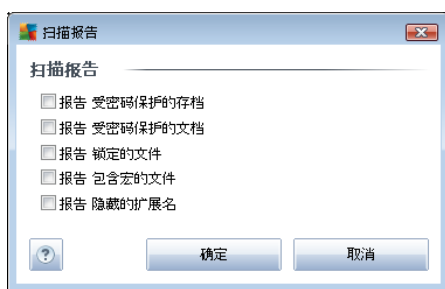 扫描报告
扫描报告
报告 受密码保护的存档
报告 受密码保护的文档
报告 锁定的文件
报告 包含宏的文件
报告 隐藏的扩展名
? 确定 取消